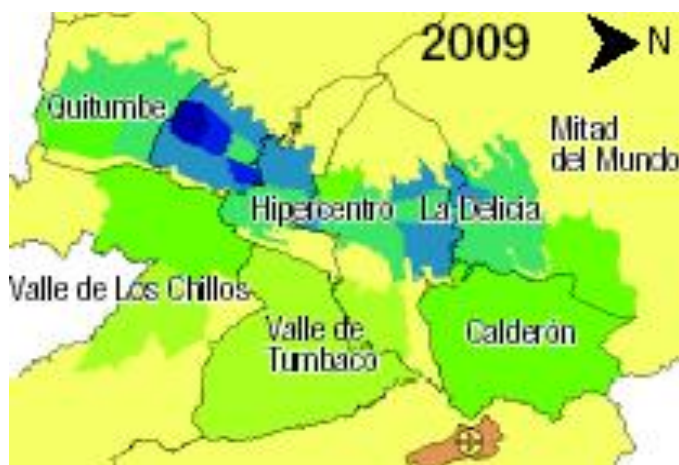 2009
N
Quitumbe
Mitad
del Mundo
Hipercentro
La Delicia
Valle de Los Chillos
Valle de
Tumbaco
Calderón